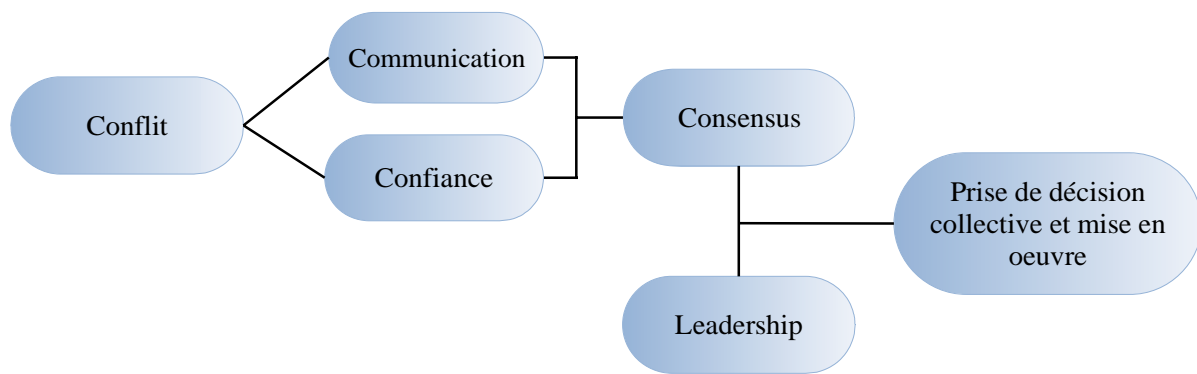 Communication
Conflit
Consensus
Confiance
Prise de décision
collective et mise en
oeuvre
Leadership